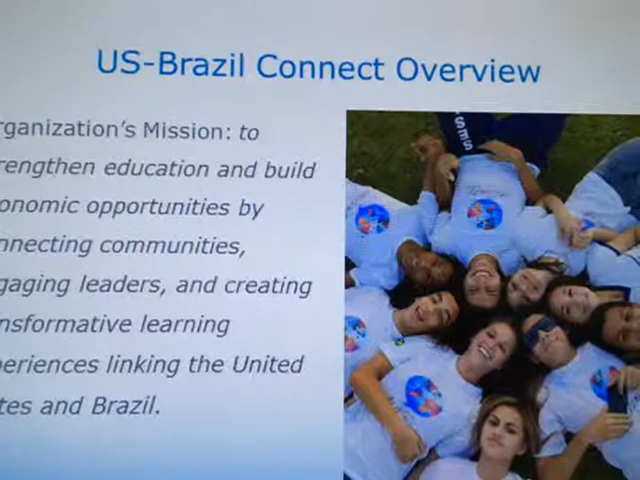 US-Brazil Connect Overview
rganization's Mission: to
rengthen education and build
onomic opportunities by
nnecting communities,
gaging leaders, and creating
nsformative learning
periences linking the United
tes and Brazil.
SES